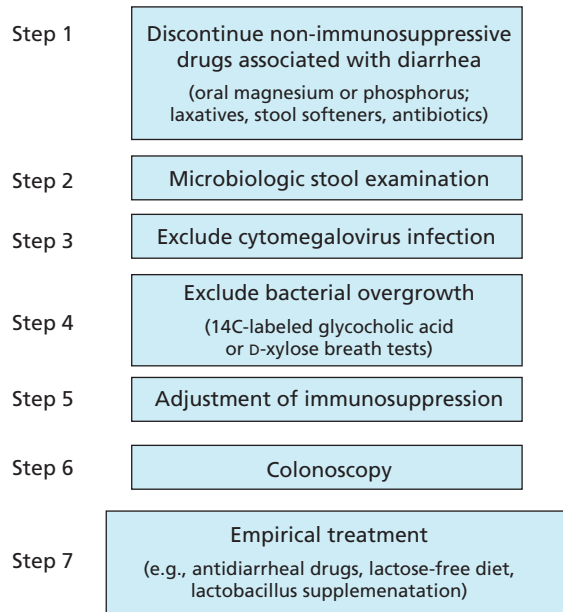 Step 1
Discontinue non-immunosuppressive
drugs associated with diarrhea
(oral magnesium or phosphorus;
laxatives, stool softeners, antibiotics)
Step 2
Microbiologic stool examination
Step 3
Exclude cytomegalovirus infection
Step 4
Exclude bacterial overgrowth
(14C-labeled glycocholic acid
or D-xylose breath tests)
Step 5
Adjustment of immunosuppression
Step 6
Colonoscopy
Step 7
Empirical treatment
(e.g., antidiarrheal drugs, lactose-free diet,
lactobacillus supplemenatation)